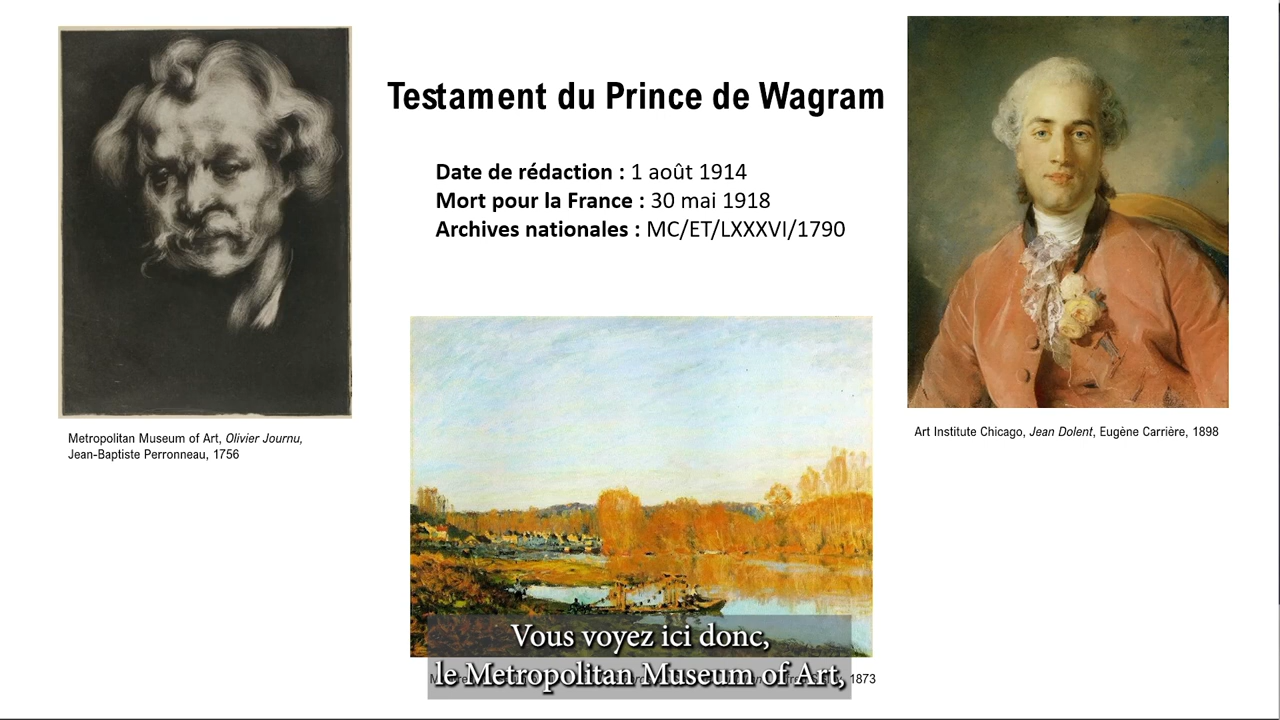 Testament du Prince de Wagram
Date de rédaction : 1 août 1914
Mort pour la France : 30 mai 1918
Archives nationales : MC/ET/LXXXVI/1790
Metropolitan Museum of Art, Olivier Journu,
Jean-Baptiste Perronneau, 1756
Art Institute Chicago, Jean Dolent, Eugène Carrière, 1898
Vous voyez ici donc,
le Metropolitan Museum of Art,
1873